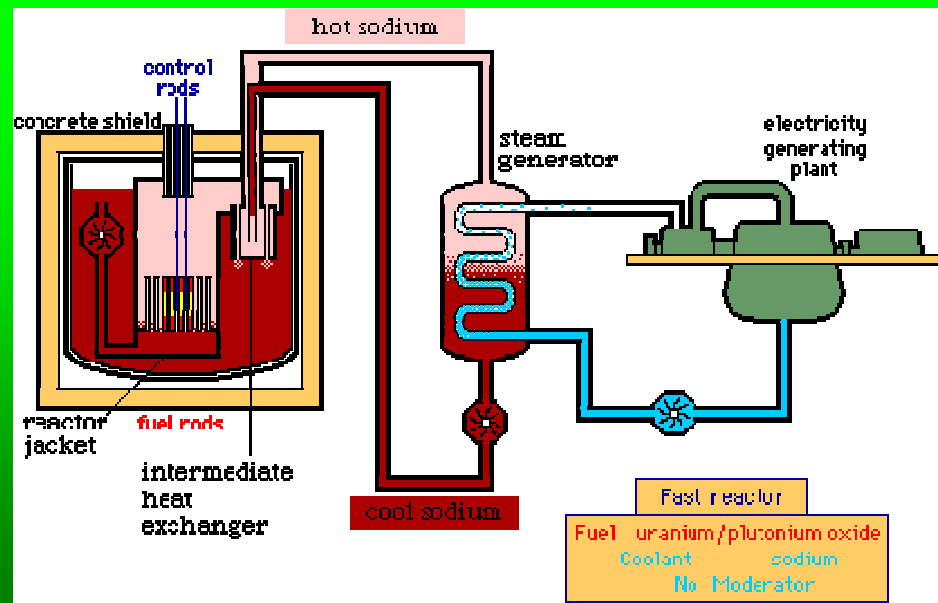 hot sodium
control
rods
concrete shield
steam
generator
electricity
generating
plant
reactor
jacket
fuel rods
intermediate
heat
exchanger
cool sodium
Fast reactor
Fuel uranium/plutonium oxide
Coolant sodium
No Moderator